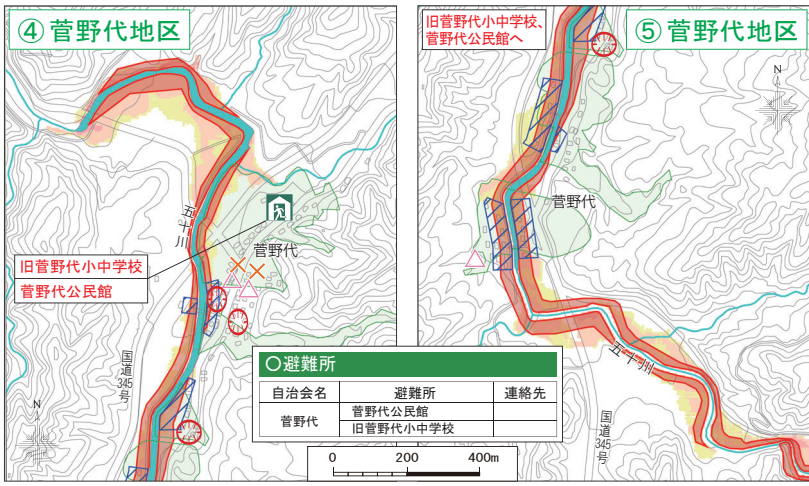 ④ 菅野代地区
五十川
菅野代
旧菅野代小中学校
菅野代公民館
国道345号
N
旧菅野代小中学校、
菅野代公民館へ
⑤ 菅野代地区
N
菅野代
五十州
国道345号
○避難所
自治会名 避難所 連絡先
菅野代 菅野代公民館
旧菅野代小中学校
0 200 400m